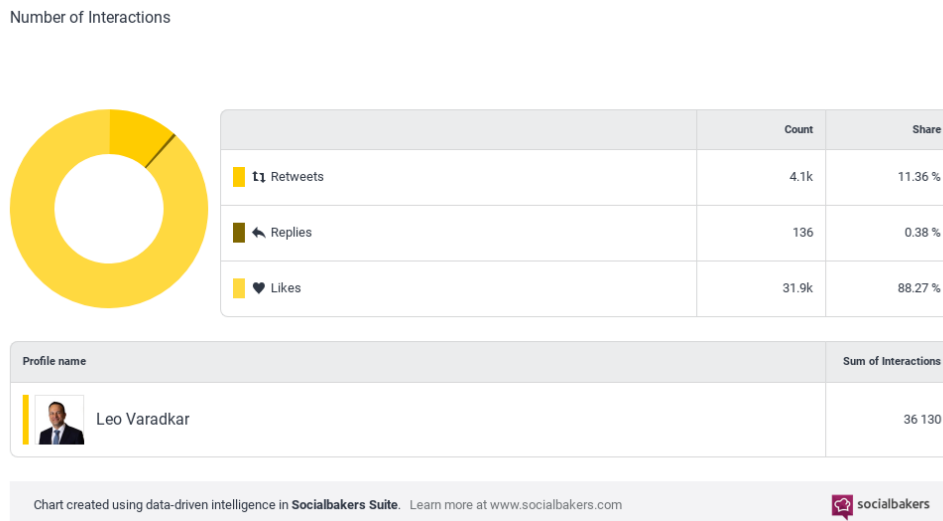 Number of Interactions
Count Share
Retweets 4.1k 11.36 %
Replies 136 0.38 %
Likes 31.9k 88.27 %
Profile name Sum of Interactions
Leo Varadkar 36 130
Chart created using data-driven intelligence in Socialbakers Suite. Learn more at www.socialbakers.com socialbakers